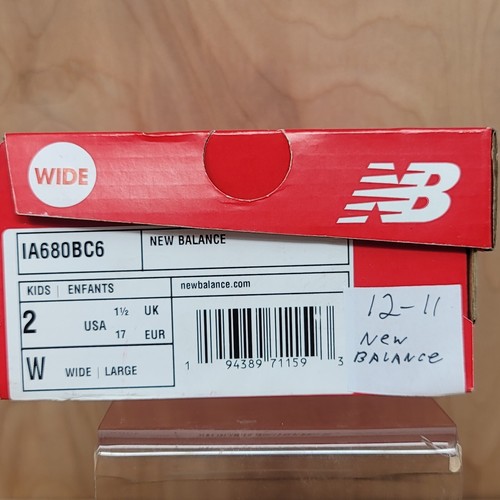 WIDE
NB
IA680BC6
NEW BALANCE
KIDS | ENFANTS
newbalance.com
2 USA
1½ UK
17 EUR
W WIDE | LARGE
1 94389 71159 3
12-11
New
BALANCE